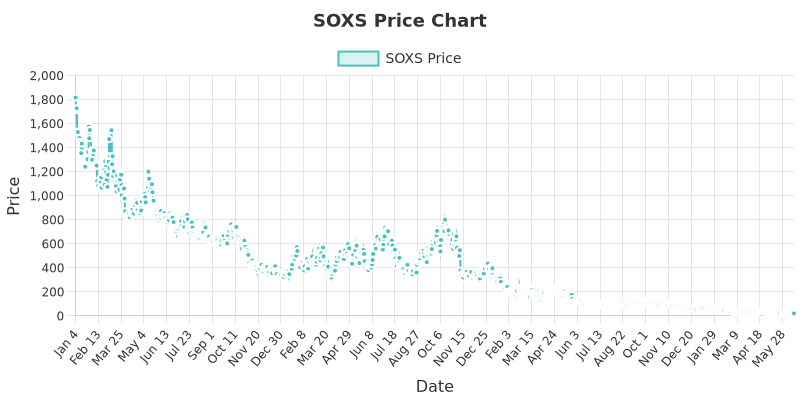 SOXS Price Chart
SOXS Price
Price
2,000
1,800
1,600
1,400
1,200
1,000
800
600
400
200
0
Jan 4
Feb 13
Mar 25
May 4
Jun 13
Jul 23
Sep 1
Oct 11
Nov 20
Dec 30
Feb 8
Mar 20
Apr 29
Jun 8
Jul 18
Aug 27
Oct 6
Nov 15
Dec 25
Feb 3
Mar 15
Apr 24
Jun 3
Jul 13
Aug 22
Oct 1
Nov 10
Dec 20
Jan 29
Mar 9
Apr 18
May 28
Date